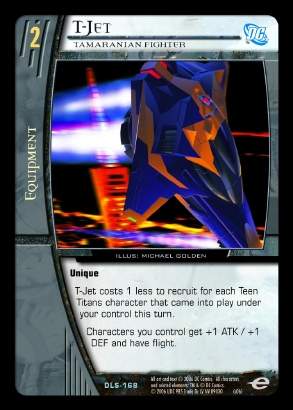 2
T-Jet
Tamaranian Fighter
DC
Equipment
Illus: Michael Golden
Unique
T-Jet costs 1 less to recruit for each Teen
Titans character that came into play under
your control this turn.
Characters you control get +1 ATK / +1
DEF and have flight.
DLS-168